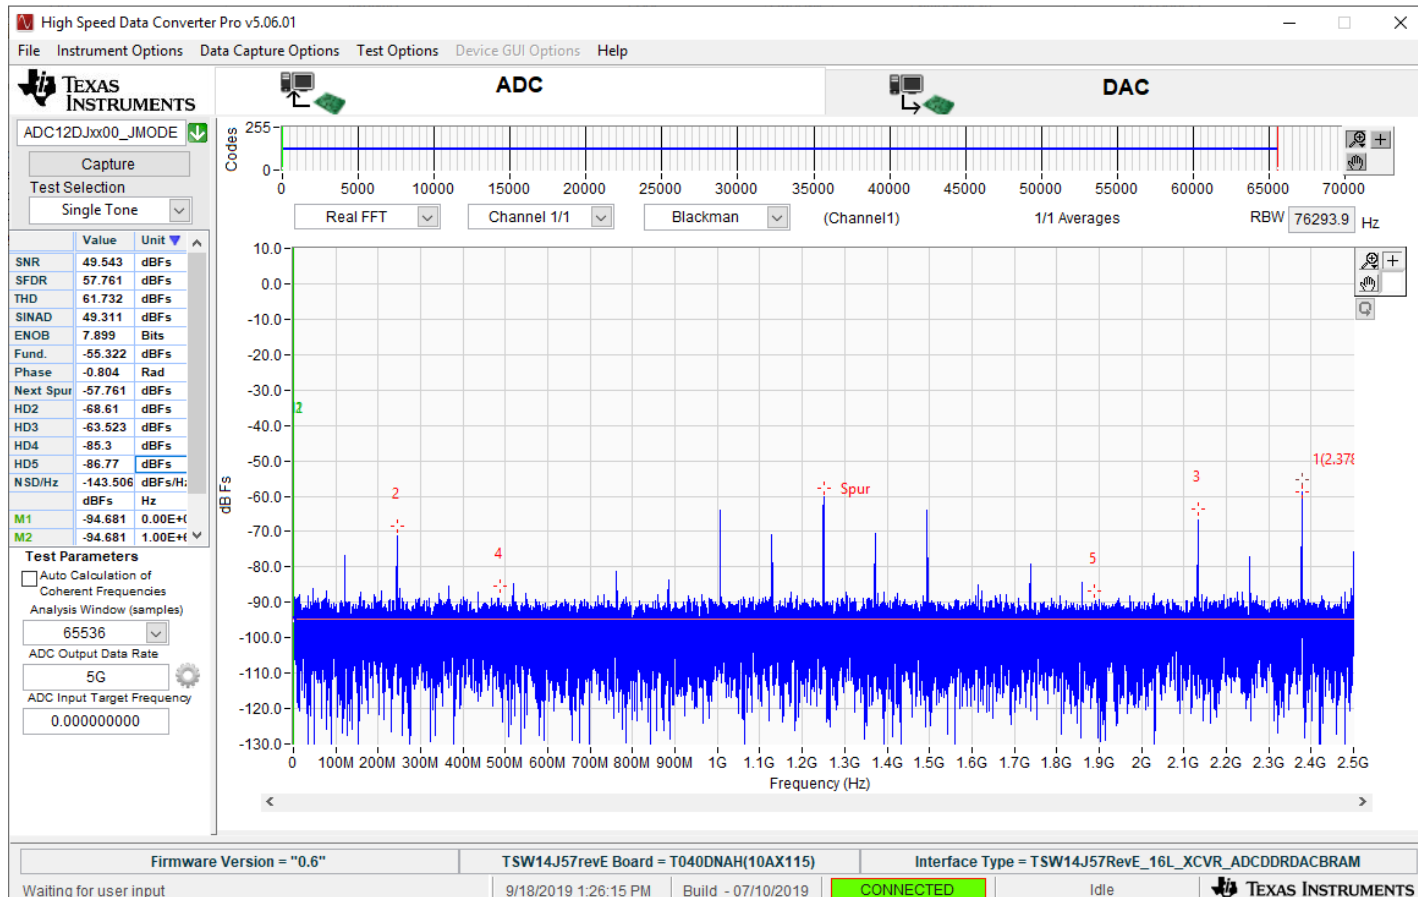 High Speed Data Converter Pro v5.06.01
File Instrument Options Data Capture Options Test Options Device GUI Options Help
TEXAS INSTRUMENTS
ADC
DAC
ADC12DJxx00_JMODE
Capture
Test Selection
Single Tone
Codes
255
0
0 5000 10000 15000 20000 25000 30000 35000 40000 45000 50000 55000 60000 65000 70000
Real FFT Channel 1/1 Blackman (Channel1) 1/1 Averages RBW 76293.9 Hz
Value Unit
SNR 49.543 dBFs
SFDR 57.761 dBFs
THD 61.732 dBFs
SINAD 49.311 dBFs
ENOB 7.899 Bits
Fund. -55.322 dBFs
Phase -0.804 Rad
Next Spur -57.761 dBFs
HD2 -68.61 dBFs
HD3 -63.523 dBFs
HD4 -85.3 dBFs
HD5 -86.77 dBFs
NSD/Hz -143.506 dBFs/H
dBFs Hz
M1 -94.681 0.00E+
M2 -94.681 1.00E+
Test Parameters
Auto Calculation of
Coherent Frequencies
Analysis Window (samples)
65536
ADC Output Data Rate
5G
ADC Input Target Frequency
0.000000000
dB Fs
10.0
0.0
-10.0
-20.0
-30.0
-40.0
-50.0
-60.0
-70.0
-80.0
-90.0
-100.0
-110.0
-120.0
-130.0
2
4
Spur
5
3
1(2.378
0 100M 200M 300M 400M 500M 600M 700M 800M 900M 1G 1.1G 1.2G 1.3G 1.4G 1.5G 1.6G 1.7G 1.8G 1.9G 2G 2.1G 2.2G 2.3G 2.4G 2.5G
Frequency (Hz)
Firmware Version = "0.6" TSW14J57revE Board = T040DNAH(10AX115) Interface Type = TSW14J57RevE_16L_XCVR_ADCDDRDACBRAM
Waiting for user input 9/18/2019 1:26:15 PM Build - 07/10/2019 CONNECTED Idle TEXAS INSTRUMENTS